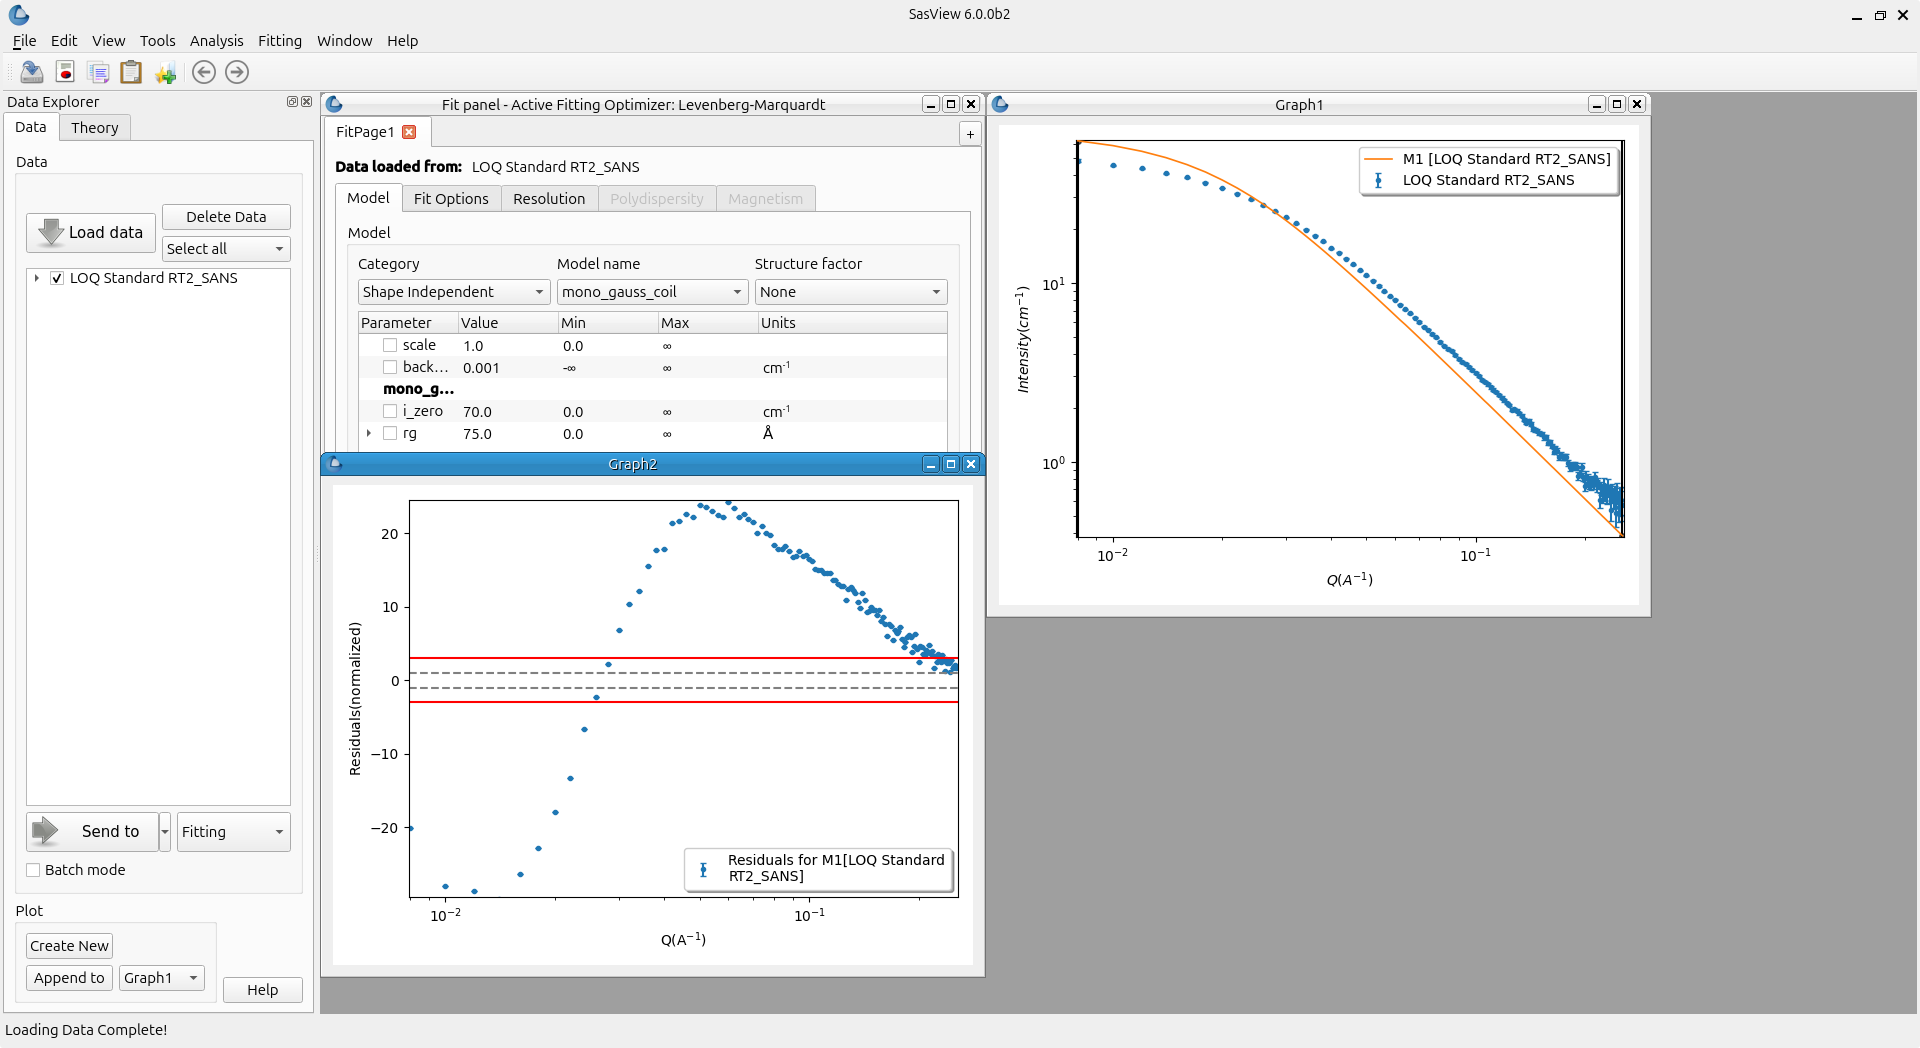 SasView 6.0.0b2
File Edit View Tools Analysis Fitting Window Help
Data Explorer
Data Theory
Data
Load data
Delete Data
Select all
LOQ Standard RT2_SANS
Send to
Fitting
Batch mode
Plot
Create New
Append to
Graph1
Help
Loading Data Complete!
Fit panel - Active Fitting Optimizer: Levenberg-Marquardt
FitPage1
+
Data loaded from: LOQ Standard RT2_SANS
Model Fit Options Resolution Polydispersity Magnetism
Model
Category Model name Structure factor
Shape Independent mono_gauss_coil None
Parameter Value Min Max Units
scale 1.0 0.0 ∞
back... 0.001 -∞ ∞ cm⁻¹
mono_g...
i_zero 70.0 0.0 ∞ cm⁻¹
rg 75.0 0.0 ∞ Å
Graph2
20
10
0
−10
−20
Residuals(normalized)
Residuals for M1[LOQ Standard
RT2_SANS]
10⁻² 10⁻¹
Q(A⁻¹)
Graph1
M1 [LOQ Standard RT2_SANS]
LOQ Standard RT2_SANS
10¹
10⁰
Intensity(cm⁻¹)
10⁻² 10⁻¹
Q(A⁻¹)